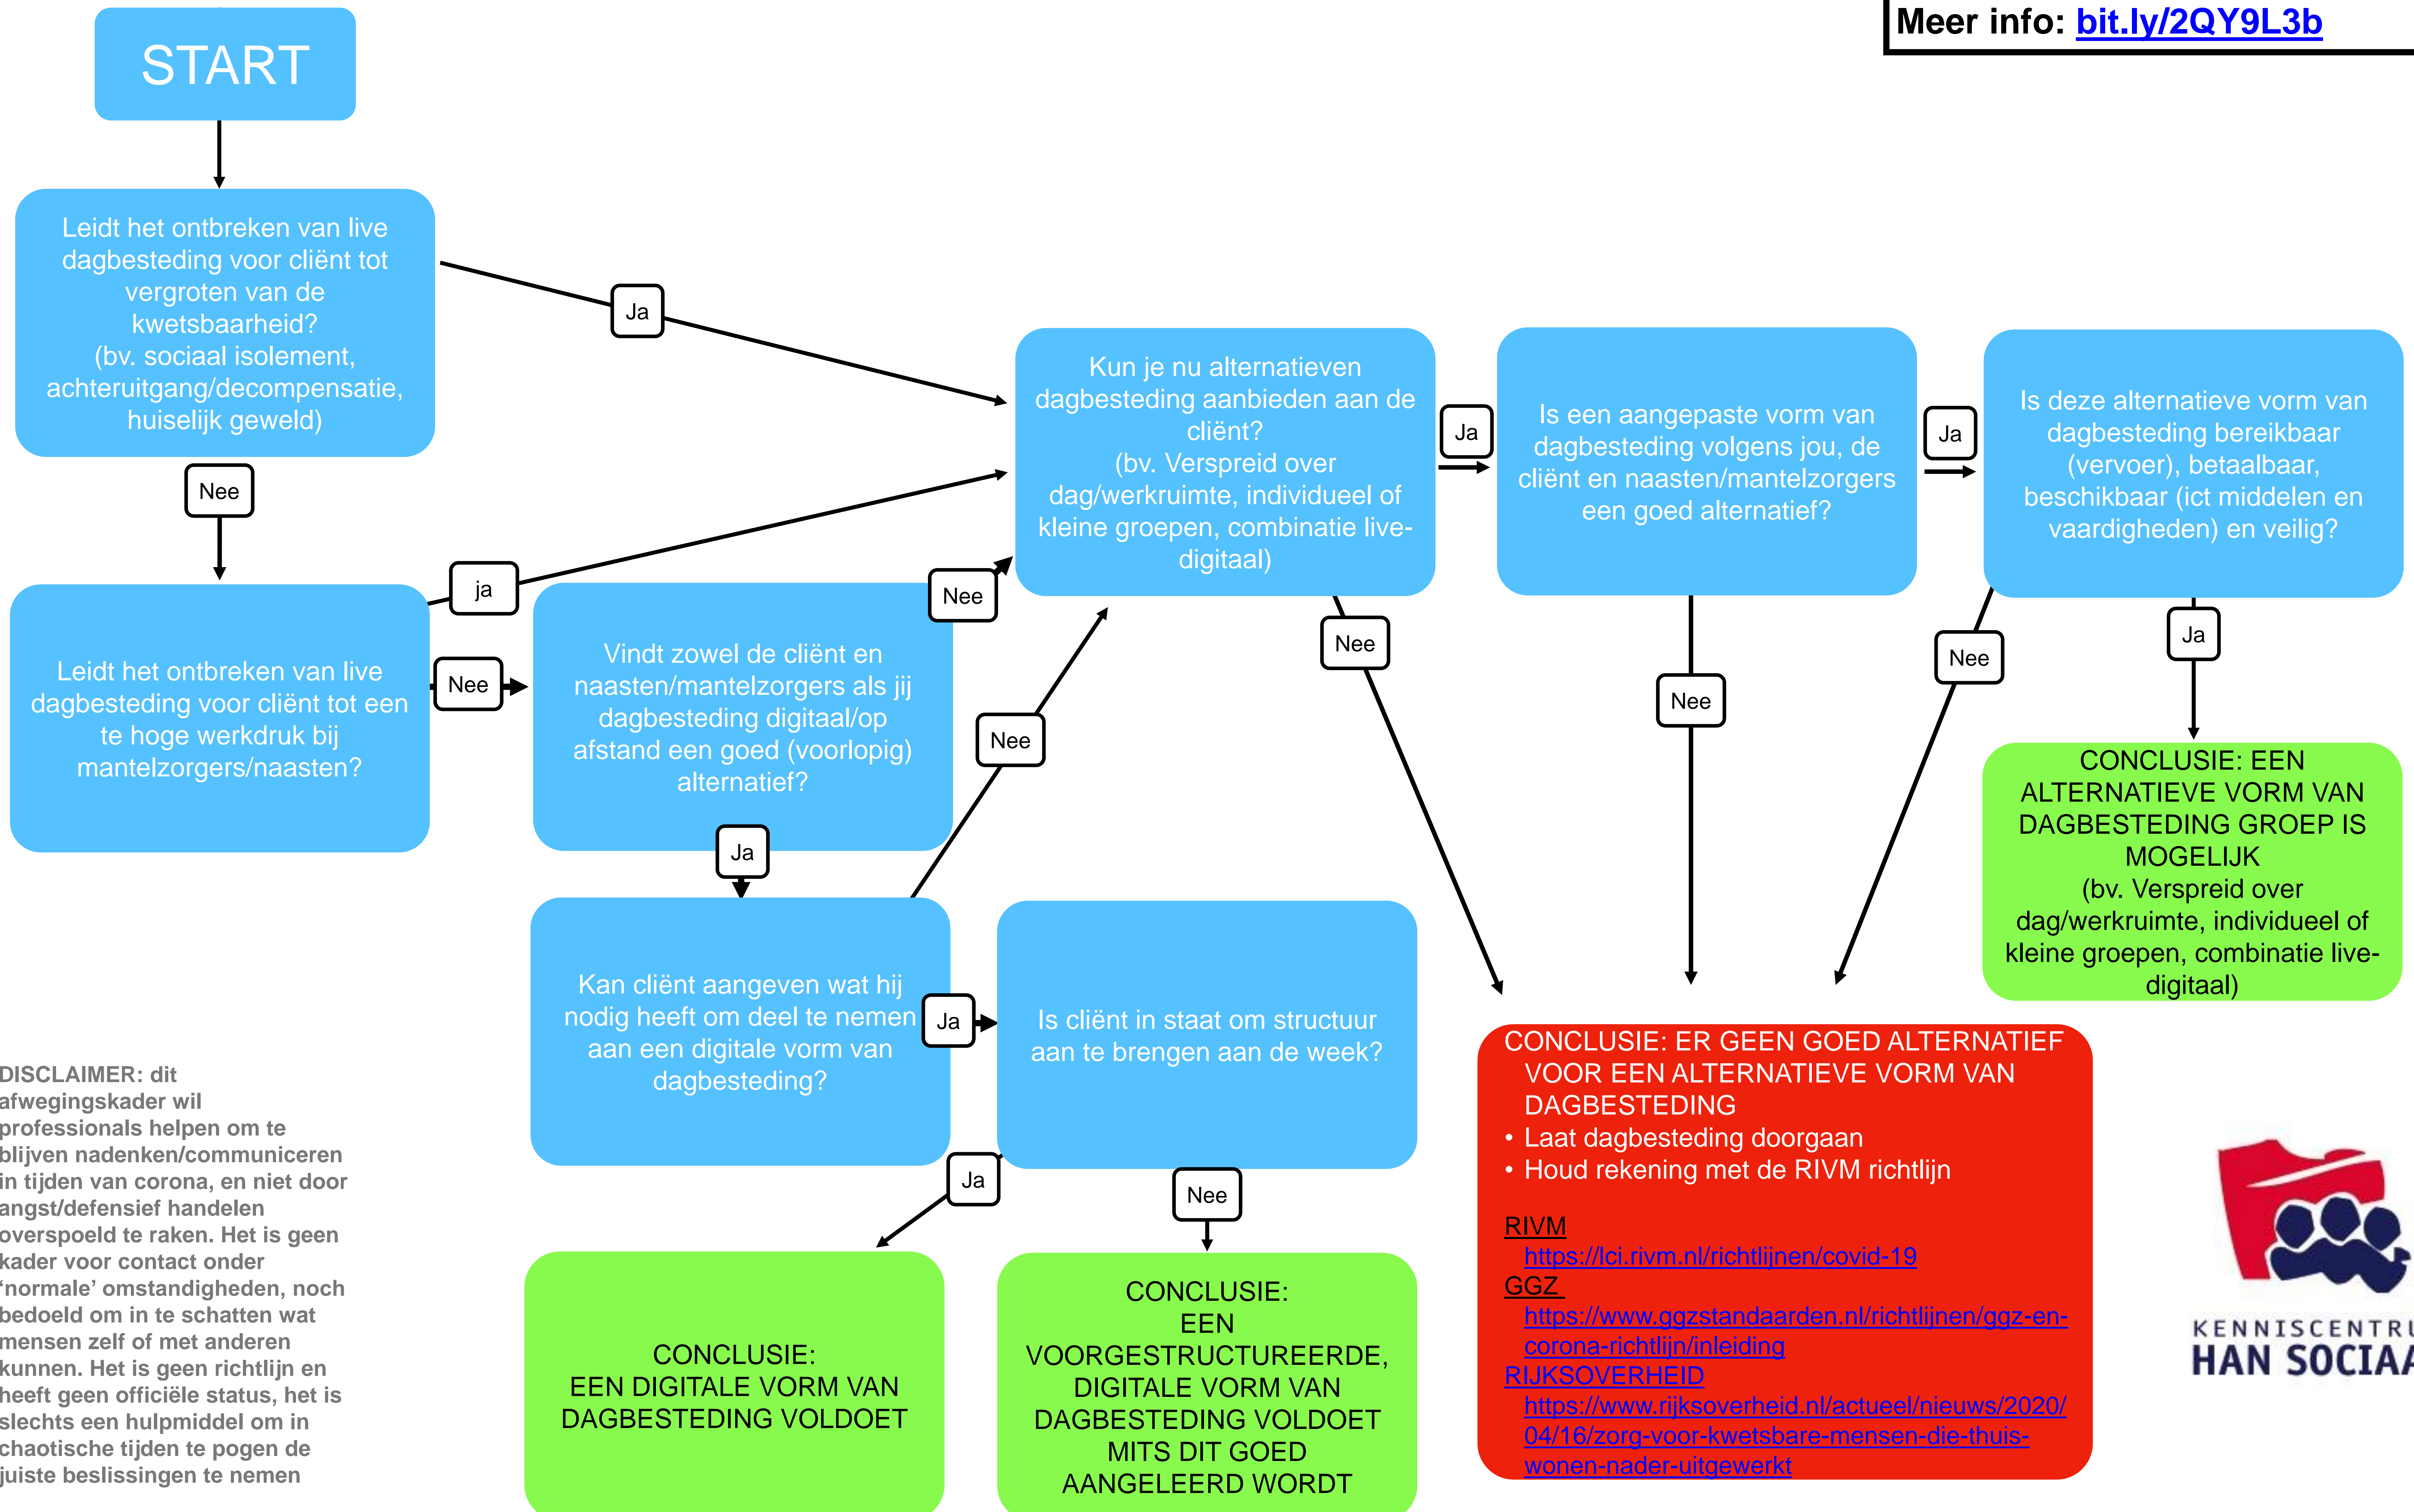 Meer info: bit.ly/2QY9L3b
START
Leidt het ontbreken van live
dagbesteding voor cliënt tot
vergroten van de
kwetsbaarheid?
(bv. sociaal isolement,
achteruitgang/decompensatie,
huiselijk geweld)
Ja
Nee
Kun je nu alternatieven
dagbesteding aanbieden aan de
cliënt?
(bv. Verspreid over
dag/werkruimte, individueel of
kleine groepen, combinatie live-
digitaal)
Ja
Is een aangepaste vorm van
dagbesteding volgens jou, de
cliënt en naasten/mantelzorgers
een goed alternatief?
Ja
Is deze alternatieve vorm van
dagbesteding bereikbaar
(vervoer), betaalbaar,
beschikbaar (ict middelen en
vaardigheden) en veilig?
ja
Nee
Nee
Nee
Nee
Ja
Leidt het ontbreken van live
dagbesteding voor cliënt tot een
te hoge werkdruk bij
mantelzorgers/naasten?
Nee
Vindt zowel de cliënt en
naasten/mantelzorgers als jij
dagbesteding digitaal/op
afstand een goed (voorlopig)
alternatief?
Nee
Ja
CONCLUSIE: EEN
ALTERNATIEVE VORM VAN
DAGBESTEDING GROEP IS
MOGELIJK
(bv. Verspreid over
dag/werkruimte, individueel of
kleine groepen, combinatie live-
digitaal)
Kan cliënt aangeven wat hij
nodig heeft om deel te nemen
aan een digitale vorm van
dagbesteding?
Ja
Is cliënt in staat om structuur
aan te brengen aan de week?
Ja
Nee
CONCLUSIE:
EEN DIGITALE VORM VAN
DAGBESTEDING VOLDOET
CONCLUSIE:
EEN
VOORGESTRUCTUREERDE,
DIGITALE VORM VAN
DAGBESTEDING VOLDOET
MITS DIT GOED
AANGELEERD WORDT
CONCLUSIE: ER GEEN GOED ALTERNATIEF
VOOR EEN ALTERNATIEVE VORM VAN
DAGBESTEDING
• Laat dagbesteding doorgaan
• Houd rekening met de RIVM richtlijn
RIVM
https://lci.rivm.nl/richtlijnen/covid-19
GGZ
https://www.ggzstandaarden.nl/richtlijnen/ggz-en-
corona-richtlijn/inleiding
RIJKSOVERHEID
https://www.rijksoverheid.nl/actueel/nieuws/2020/
04/16/zorg-voor-kwetsbare-mensen-die-thuis-
wonen-nader-uitgewerkt
DISCLAIMER: dit
afwegingskader wil
professionals helpen om te
blijven nadenken/communiceren
in tijden van corona, en niet door
angst/defensief handelen
overspoeld te raken. Het is geen
kader voor contact onder
‘normale’ omstandigheden, noch
bedoeld om in te schatten wat
mensen zelf of met anderen
kunnen. Het is geen richtlijn en
heeft geen officiële status, het is
slechts een hulpmiddel om in
chaotische tijden te pogen de
juiste beslissingen te nemen
KENNISCENTRU
HAN SOCIAA